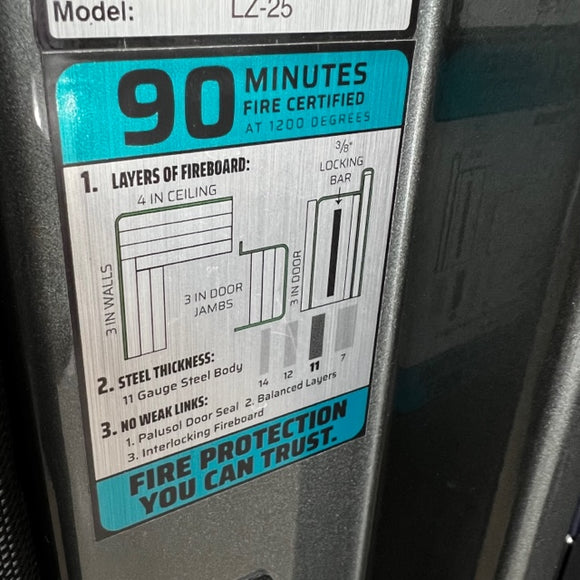 Model: LZ-25
90 MINUTES
FIRE CERTIFIED
AT 1200 DEGREES
1. LAYERS OF FIREBOARD:
4 IN CEILING
3/8"
LOCKING
BAR
3 IN WALLS
3 IN DOOR
JAMBS
3 IN DOOR
2. STEEL THICKNESS:
11 Gauge Steel Body
14 12 11 7
3. NO WEAK LINKS:
1. Palusol Door Seal 2. Balanced Layers
3. Interlocking Fireboard
FIRE PROTECTION
YOU CAN TRUST.